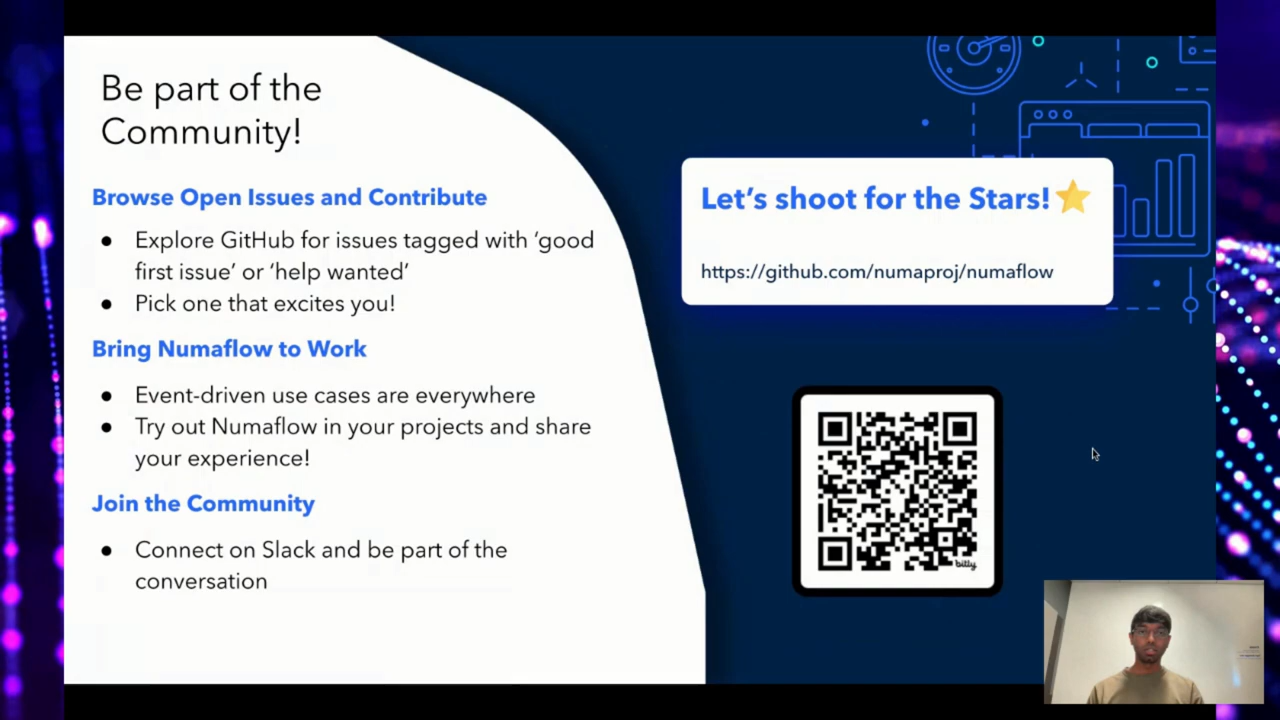 Be part of the
Community!
Browse Open Issues and Contribute
● Explore GitHub for issues tagged with ‘good
first issue’ or ‘help wanted’
● Pick one that excites you!
Bring Numaflow to Work
● Event-driven use cases are everywhere
● Try out Numaflow in your projects and share
your experience!
Join the Community
● Connect on Slack and be part of the
conversation
Let’s shoot for the Stars!⭐
https://github.com/numaproj/numaflow
bitly